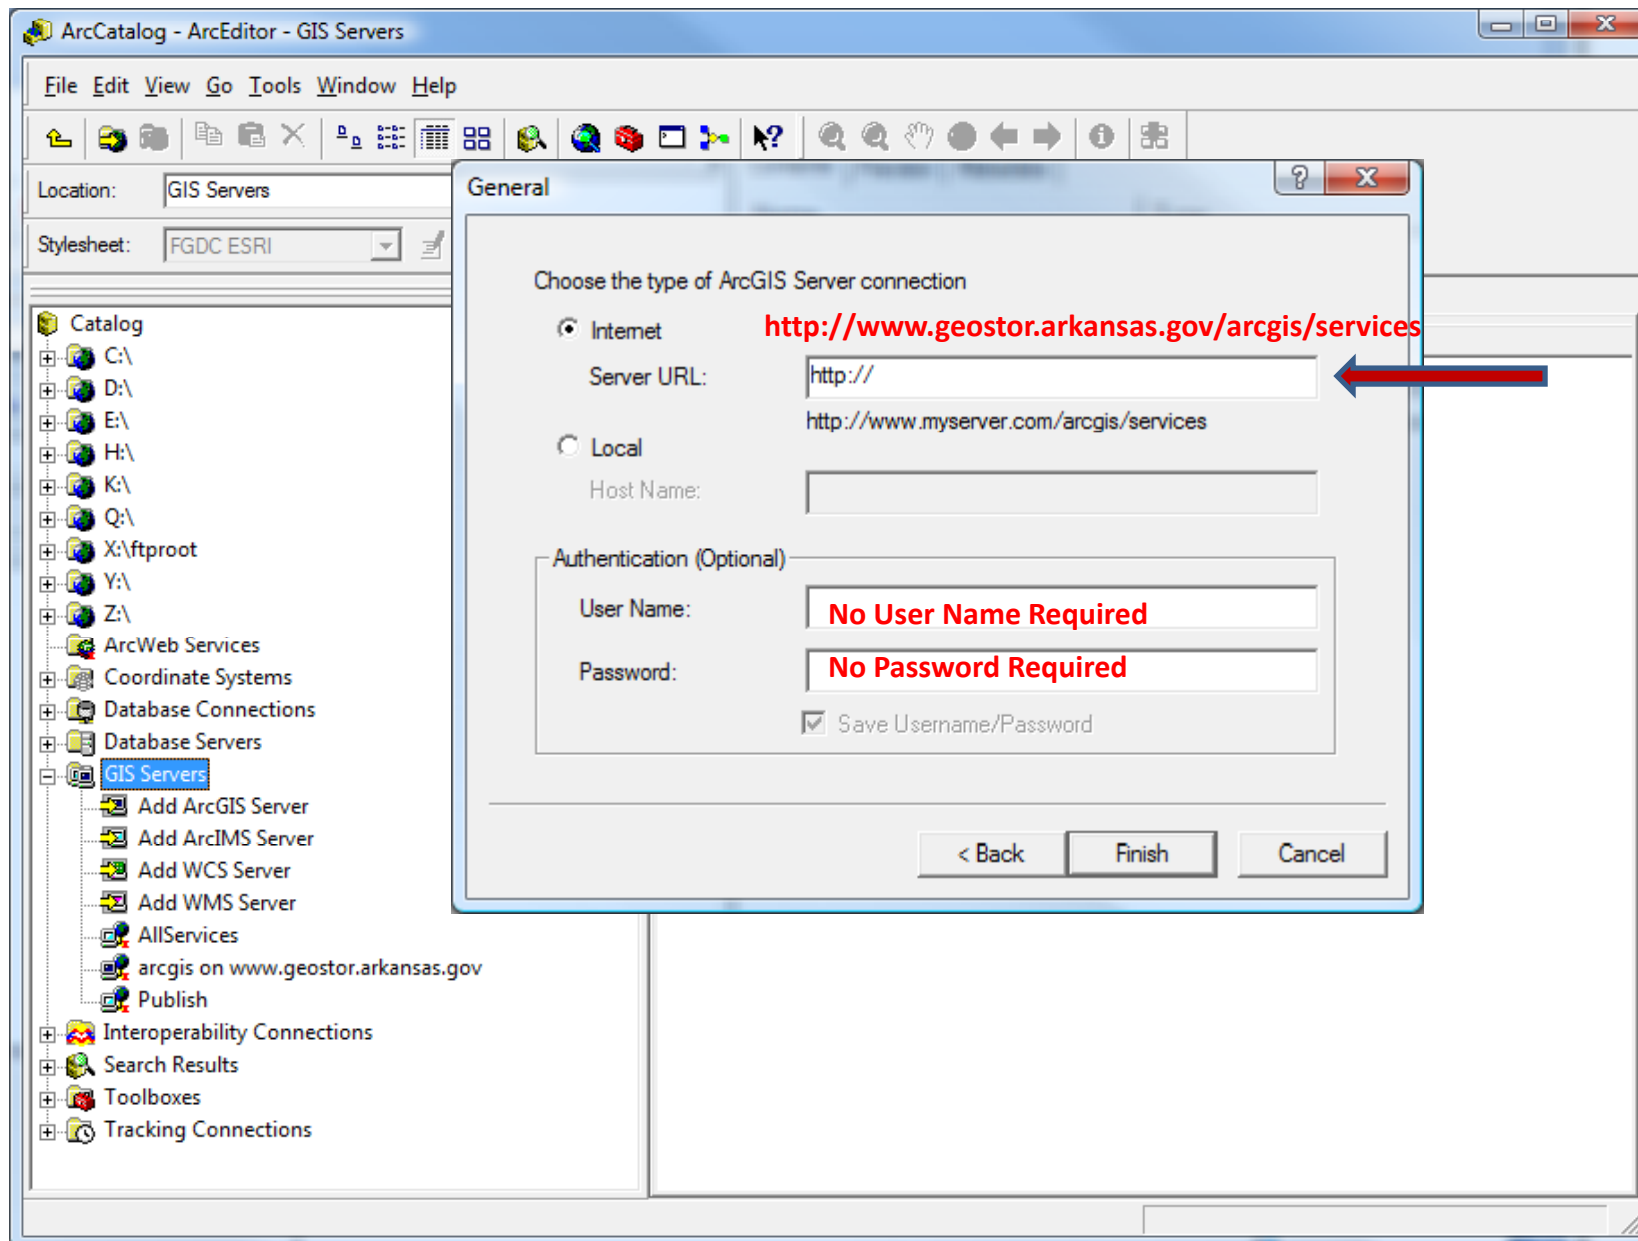 ArcCatalog - ArcEditor - GIS Servers
File Edit View Go Tools Window Help
Location: GIS Servers
Stylesheet: FGDC ESRI
Catalog
C:\
D:\
E:\
H:\
K:\
Q:\
X:\ftproot
Y:\
Z:\
ArcWeb Services
Coordinate Systems
Database Connections
Database Servers
GIS Servers
Add ArcGIS Server
Add ArcIMS Server
Add WCS Server
Add WMS Server
AllServices
arcgis on www.geostor.arkansas.gov
Publish
Interoperability Connections
Search Results
Toolboxes
Tracking Connections
General
Choose the type of ArcGIS Server connection
Internet http://www.geostor.arkansas.gov/arcgis/services
Server URL: http://
http://www.myserver.com/arcgis/services
Local
Host Name:
Authentication (Optional)
User Name: No User Name Required
Password: No Password Required
Save Username/Password
< Back Finish Cancel